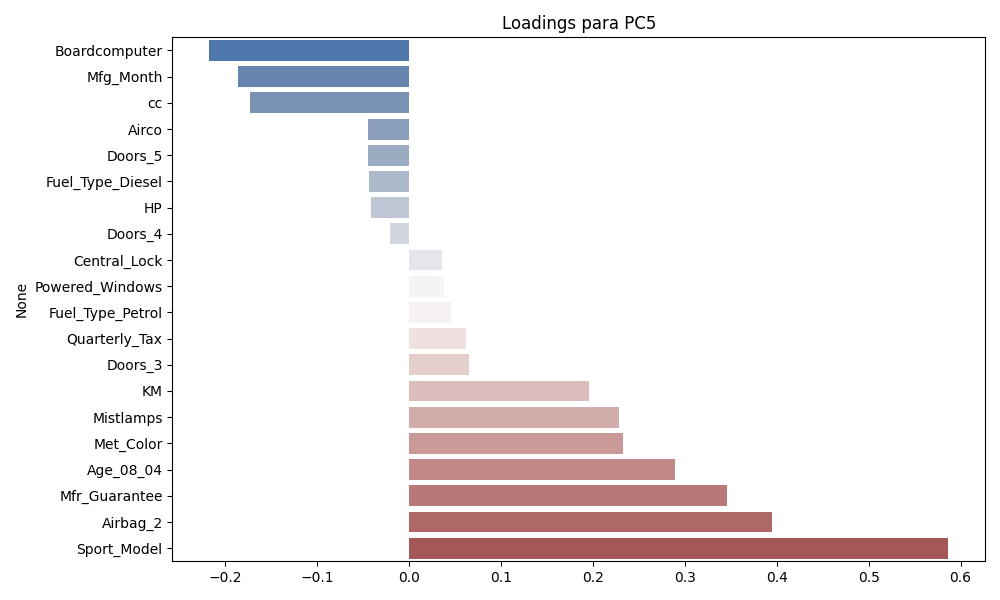 Loadings para PC5
Boardcomputer
Mfg_Month
cc
Airco
Doors_5
Fuel_Type_Diesel
HP
Doors_4
Central_Lock
Powered_Windows
Fuel_Type_Petrol
Quarterly_Tax
Doors_3
KM
Mistlamps
Met_Color
Age_08_04
Mfr_Guarantee
Airbag_2
Sport_Model
None
−0.2 −0.1 0.0 0.1 0.2 0.3 0.4 0.5 0.6